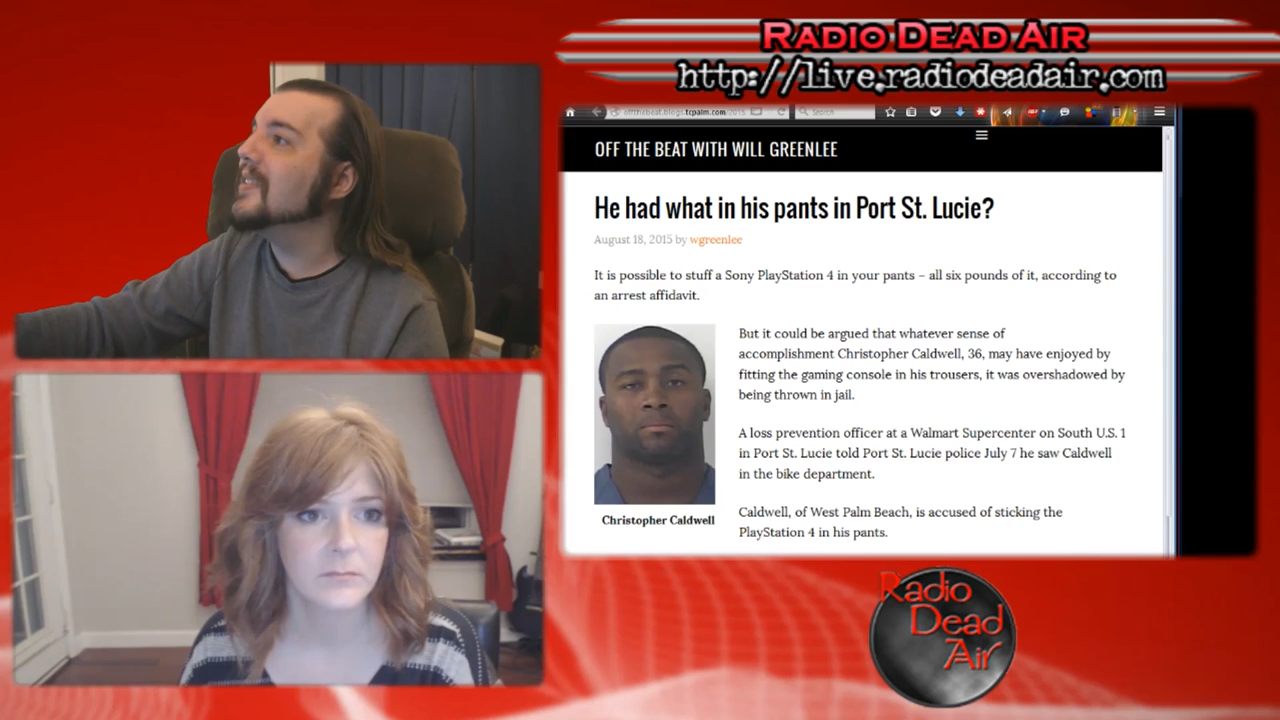 RADIO DEAD AIR
http://live.radiodeadair.com
offthebeat.blogs.tcpalm.com/2015
Search
OFF THE BEAT WITH WILL GREENLEE
He had what in his pants in Port St. Lucie?
August 18, 2015 by wgreenlee
It is possible to stuff a Sony PlayStation 4 in your pants – all six pounds of it, according to
an arrest affidavit.
But it could be argued that whatever sense of
accomplishment Christopher Caldwell, 36, may have enjoyed by
fitting the gaming console in his trousers, it was overshadowed by
being thrown in jail.
A loss prevention officer at a Walmart Supercenter on South U.S. 1
in Port St. Lucie told Port St. Lucie police July 7 he saw Caldwell
in the bike department.
Christopher Caldwell
Caldwell, of West Palm Beach, is accused of sticking the
PlayStation 4 in his pants.
Radio
Dead
Air